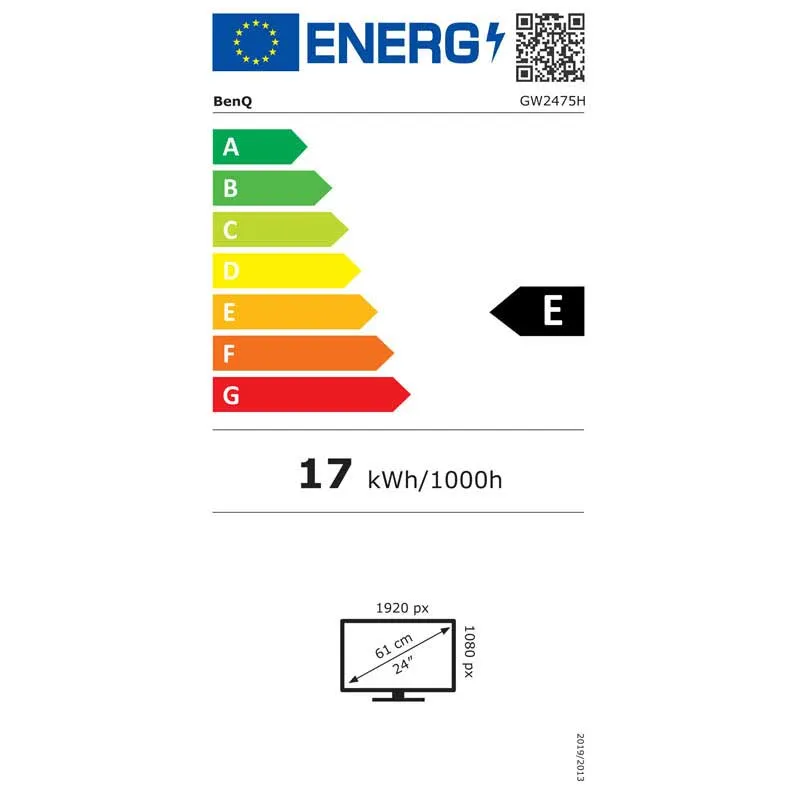 ENERG
BenQ GW2475H
A
B
C
D
E
E
F
G
17 kWh/1000h
1920 px
1080 px
61 cm
24”
2019/2013